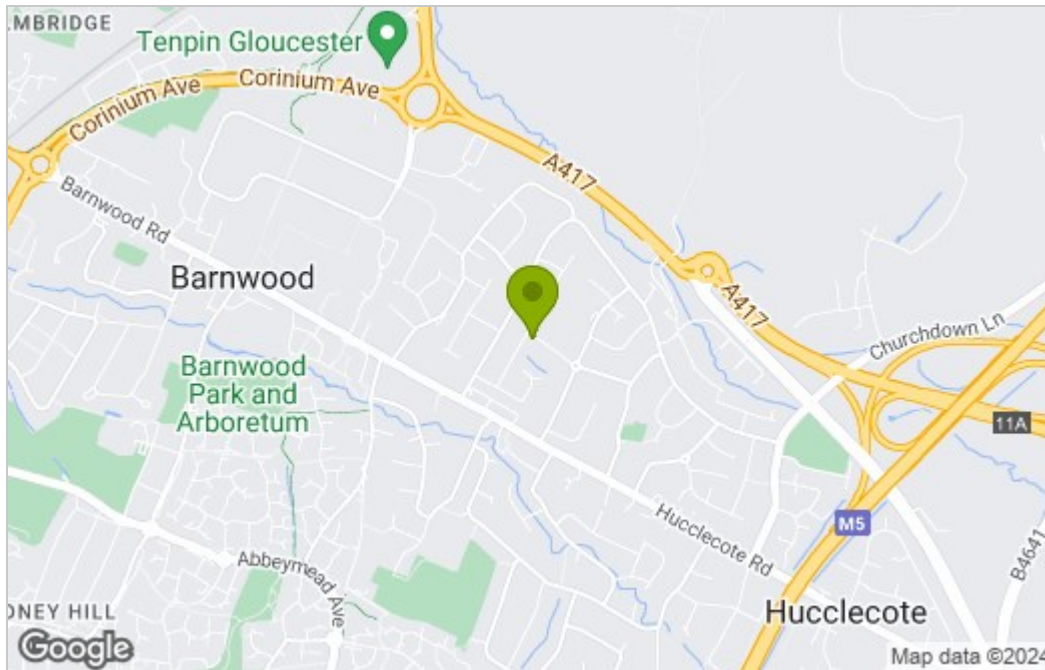 LMBRIDGE
Tenpin Gloucester
Corinium Ave
Corinium Ave
A417
Barnwood Rd
Barnwood
A417
Churchdown Ln
Barnwood
Park and
Arboretum
11A
M5
Hucclecote Rd
B4641
Abbeymead Ave
Hucclecote
ONEY HILL
Google
Map data ©2024